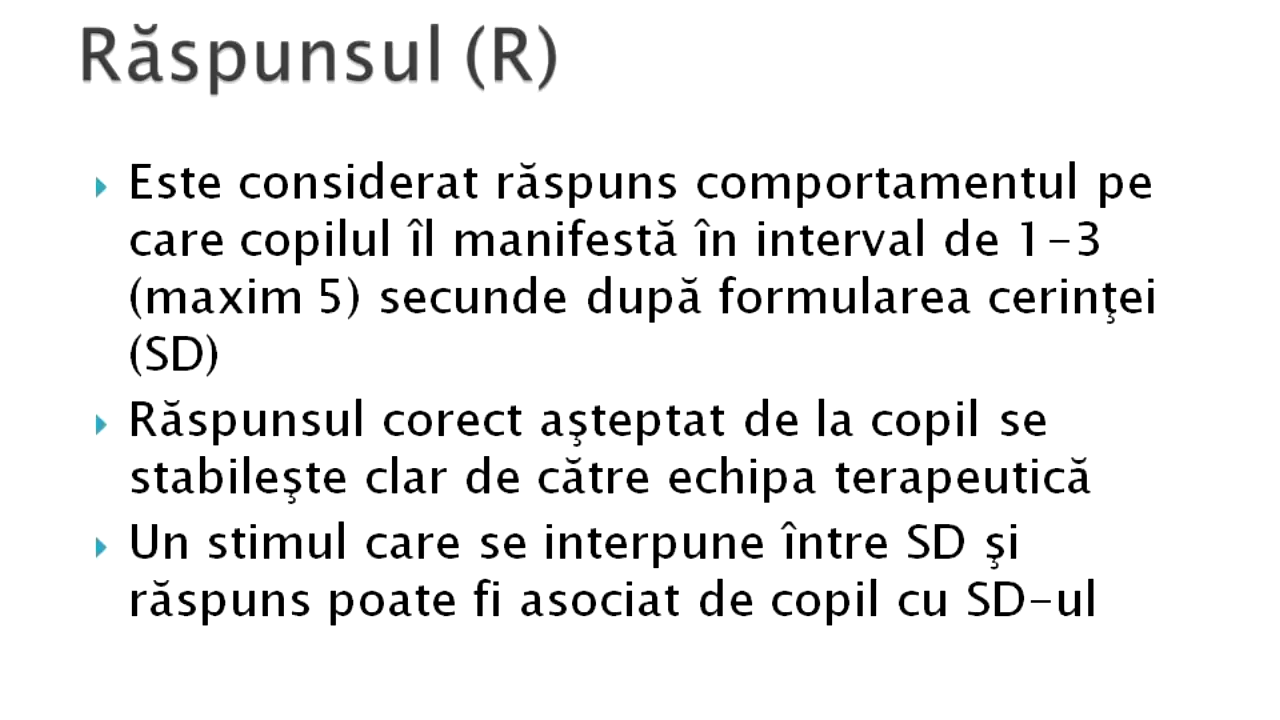 Răspunsul (R)
Este considerat răspuns comportamentul pe
care copilul îl manifestă în interval de 1-3
(maxim 5) secunde după formularea cerinţei
(SD)
Răspunsul corect aşteptat de la copil se
stabileşte clar de către echipa terapeutică
Un stimul care se interpune între SD şi
răspuns poate fi asociat de copil cu SD-ul